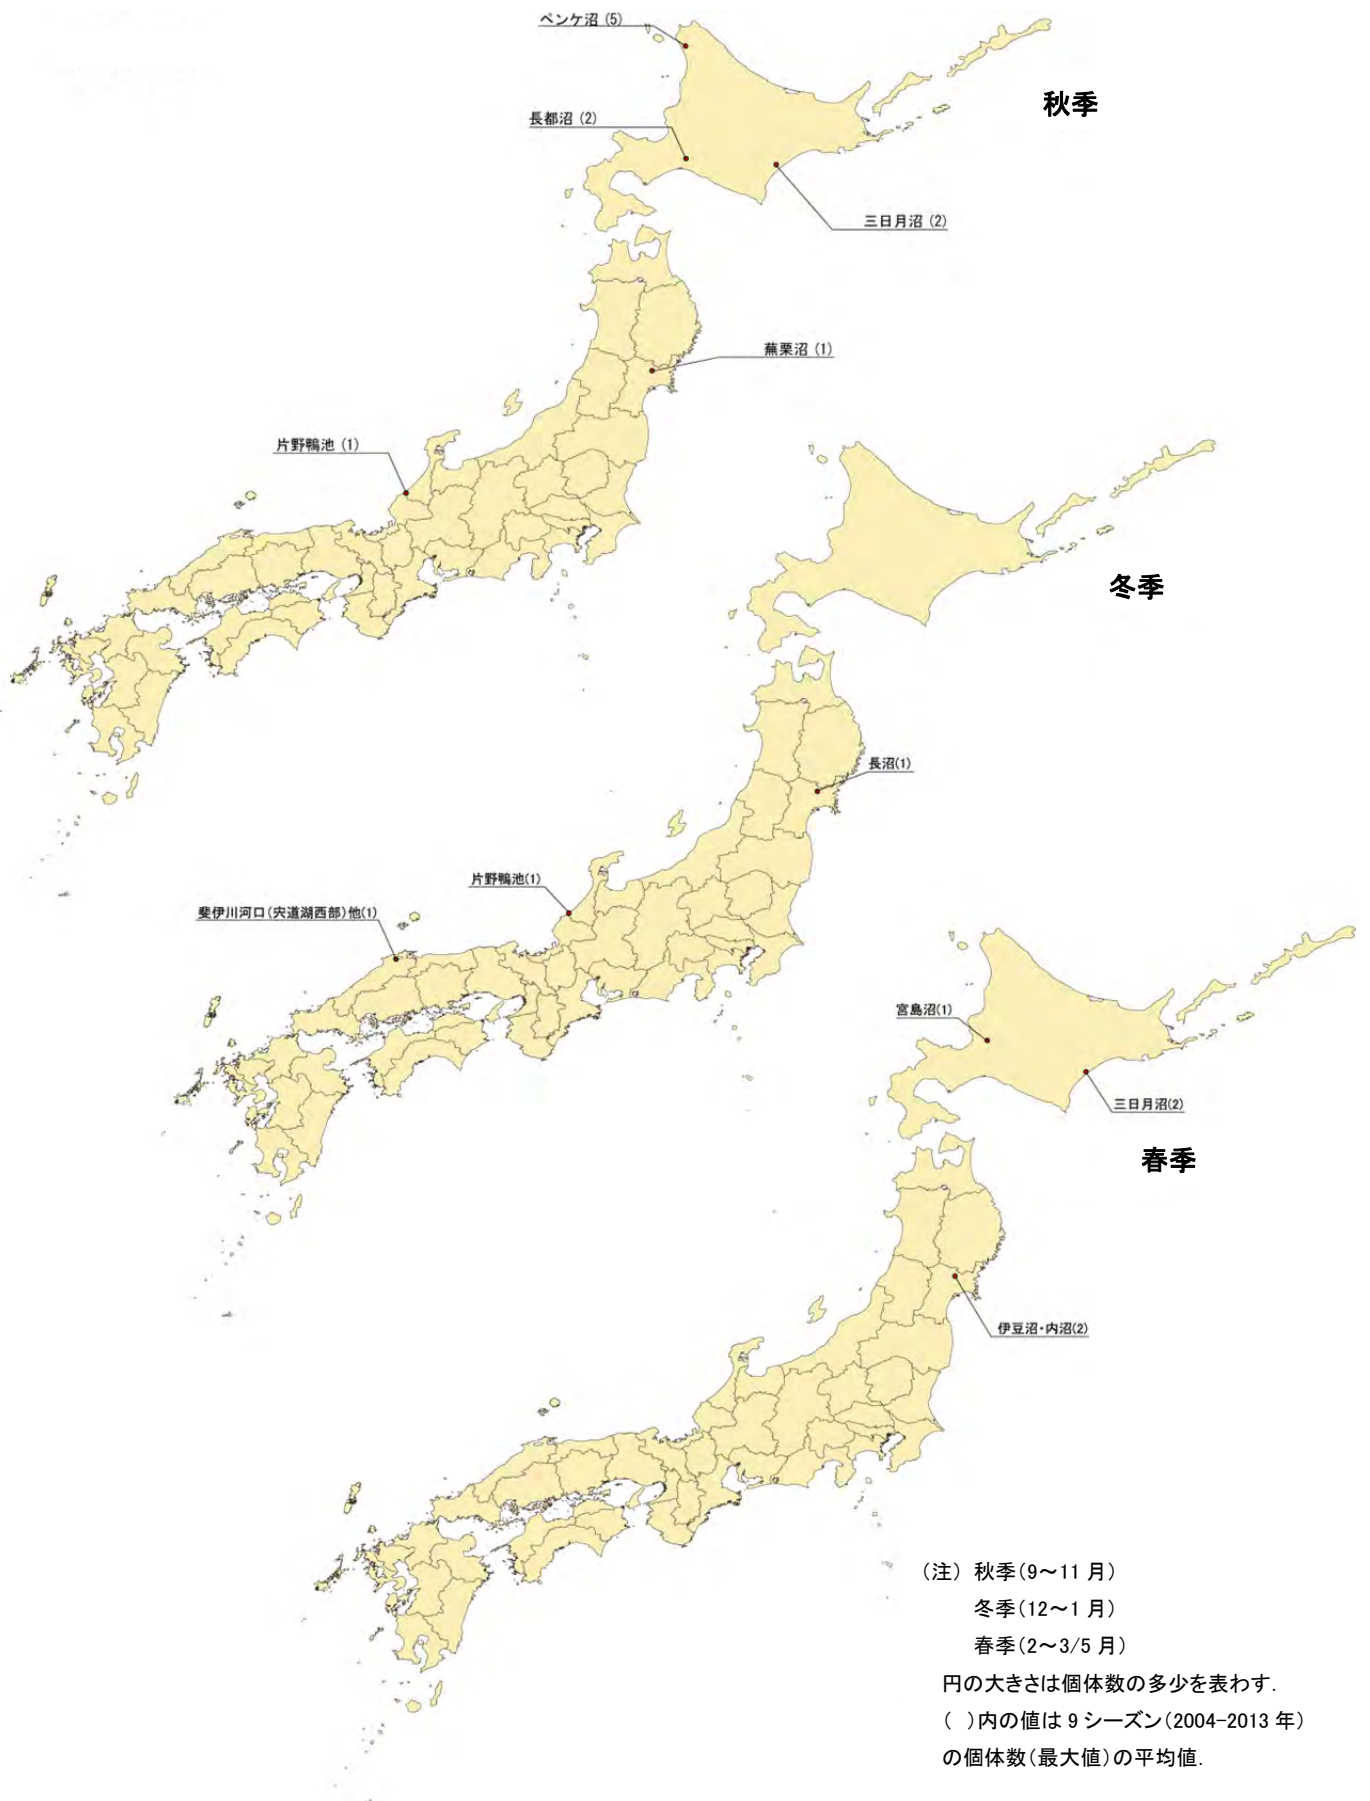 ペンケ沼 (5)
秋季
長都沼 (2)
三日月沼 (2)
蕪栗沼 (1)
片野鴨池 (1)
冬季
長沼(1)
片野鴨池(1)
斐伊川河口(宍道湖西部)他(1)
宮島沼(1)
三日月沼(2)
春季
伊豆沼・内沼(2)
(注) 秋季(9～11 月)
冬季(12～1 月)
春季(2～3/5 月)
円の大きさは個体数の多少を表わす.
( )内の値は 9 シーズン(2004-2013 年)
の個体数(最大値)の平均値.